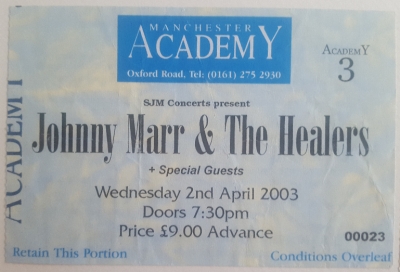 MANCHESTER
ACADEMY
Oxford Road, Tel: (0161) 275 2930
ACADEMY
3
ACADEMY
SJM Concerts present
Johnny Marr & The Healers
+ Special Guests
Wednesday 2nd April 2003
Doors 7:30pm
Price £9.00 Advance
00023
Retain This Portion
Conditions Overleaf